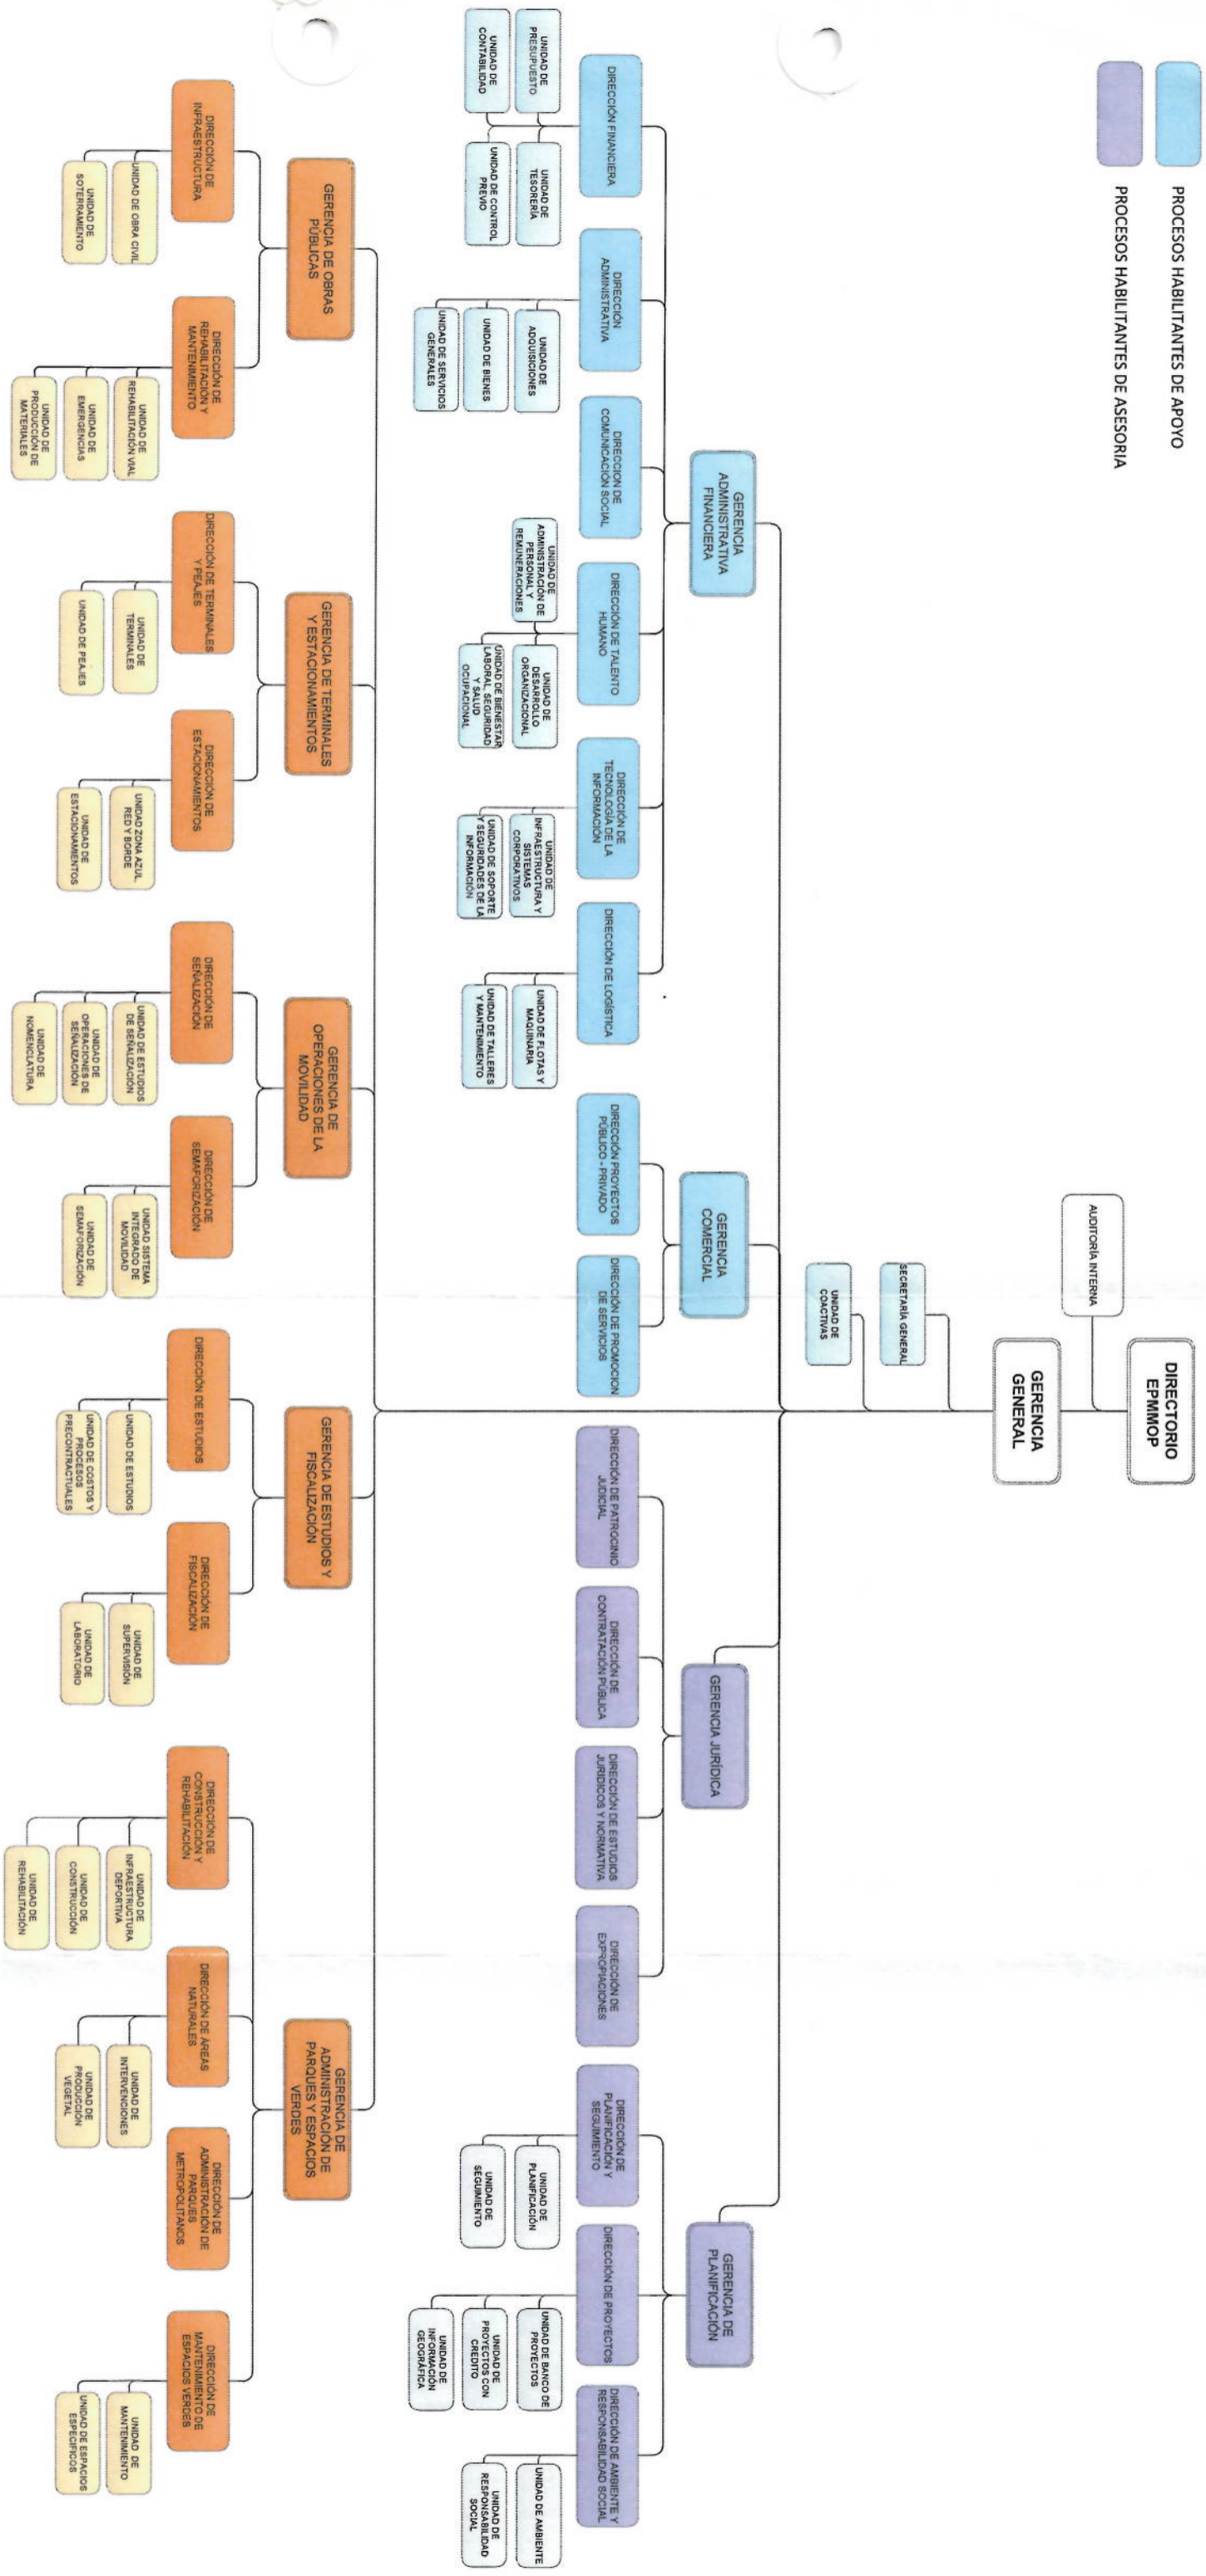 PROCESOS HABILITANTES DE APOYO
PROCESOS HABILITANTES DE ASESORIA
DIRECTORIO
EPMMOP
AUDITORÍA INTERNA
GERENCIA
GENERAL
SECRETARÍA GENERAL
UNIDAD DE
COACTIVAS
GERENCIA
ADMINISTRATIVA
FINANCIERA
GERENCIA
COMERCIAL
GERENCIA JURÍDICA
GERENCIA DE
PLANIFICACIÓN
DIRECCIÓN FINANCIERA
UNIDAD DE
PRESUPUESTO
UNIDAD DE
TESORERÍA
UNIDAD DE
CONTABILIDAD
UNIDAD DE CONTROL
PREVIO
DIRECCIÓN
ADMINISTRATIVA
UNIDAD DE
ADQUISICIONES
UNIDAD DE BIENES
UNIDAD DE SERVICIOS
GENERALES
DIRECCION DE
COMUNICACIÓN SOCIAL
DIRECCIÓN DE TALENTO
HUMANO
UNIDAD DE
ADMINISTRACIÓN DE
PERSONAL Y
REMUNERACIONES
UNIDAD DE
DESARROLLO
ORGANIZACIONAL
UNIDAD DE BIENESTAR
LABORAL, SEGURIDAD
Y SALUD
OCUPACIONAL
DIRECCIÓN DE
TECNOLOGÍA DE LA
INFORMACIÓN
UNIDAD DE
INFRAESTRUCTURA Y
SISTEMAS
CORPORATIVOS
UNIDAD DE SOPORTE
Y SEGURIDADES DE LA
INFORMACIÓN
DIRECCIÓN DE LOGÍSTICA
UNIDAD DE FLOTAS Y
MAQUINARIA
UNIDAD DE TALLERES
Y MANTENIMIENTO
DIRECCIÓN PROYECTOS
PÚBLICO - PRIVADO
DIRECCIÓN DE PROMOCION
DE SERVICIOS
DIRECCIÓN DE PATROCINIO
JUDICIAL
DIRECCIÓN DE
CONTRATACIÓN PÚBLICA
DIRECCIÓN DE ESTUDIOS
JURIDICOS Y NORMATIVA
DIRECCIÓN DE
EXPROPIACIONES
DIRECCIÓN DE
PLANIFICACIÓN Y
SEGUIMIENTO
UNIDAD DE
PLANIFICACIÓN
UNIDAD DE
SEGUIMIENTO
DIRECCIÓN DE PROYECTOS
UNIDAD DE BANCO DE
PROYECTOS
UNIDAD DE
PROYECTOS CON
CREDITO
UNIDAD DE
INFORMACIÓN
GEOGRÁFICA
DIRECCIÓN DE AMBIENTE Y
RESPONSABILIDAD SOCIAL
UNIDAD DE AMBIENTE
UNIDAD DE
RESPONSABILIDAD
SOCIAL
GERENCIA DE OBRAS
PÚBLICAS
DIRECCIÓN DE
INFRAESTRUCTURA
UNIDAD DE OBRA CIVIL
UNIDAD DE
SOTERRAMIENTO
DIRECCIÓN DE
REHABILITACIÓN Y
MANTENIMIENTO
UNIDAD DE
REHABILITACIÓN VIAL
UNIDAD DE
EMERGENCIAS
UNIDAD DE
PRODUCCIÓN DE
MATERIALES
GERENCIA DE TERMINALES
Y ESTACIONAMIENTOS
DIRECCIÓN DE TERMINALES
Y PEAJES
UNIDAD DE
TERMINALES
UNIDAD DE PEAJES
DIRECCIÓN DE
ESTACIONAMIENTOS
UNIDAD ZONA AZUL,
RED Y BORDE
UNIDAD DE
ESTACIONAMIENTOS
GERENCIA DE
OPERACIONES DE LA
MOVILIDAD
DIRECCIÓN DE
SEÑALIZACIÓN
UNIDAD DE ESTUDIOS
DE SEÑALIZACIÓN
UNIDAD DE
OPERACIONES DE
SEÑALIZACIÓN
UNIDAD DE
NOMENCLATURA
DIRECCIÓN DE
SEMAFORIZACIÓN
UNIDAD SISTEMA
INTEGRADO DE
MOVILIDAD
UNIDAD DE
SEMAFORIZACIÓN
GERENCIA DE ESTUDIOS Y
FISCALIZACIÓN
DIRECCIÓN DE ESTUDIOS
UNIDAD DE ESTUDIOS
UNIDAD DE COSTOS Y
PROCESOS
PRECONTRACTUALES
DIRECCIÓN DE
FISCALIZACIÓN
UNIDAD DE
SUPERVISIÓN
UNIDAD DE
LABORATORIO
GERENCIA DE
ADMINISTRACIÓN DE
PARQUES Y ESPACIOS
VERDES
DIRECCIÓN DE
CONSTRUCCIÓN Y
REHABILITACIÓN
UNIDAD DE
INFRAESTRUCTURA
DEPORTIVA
UNIDAD DE
CONSTRUCCIÓN
UNIDAD DE
REHABILITACIÓN
DIRECCIÓN DE ÁREAS
NATURALES
UNIDAD DE
INTERVENCIONES
UNIDAD DE
PRODUCCIÓN
VEGETAL
DIRECCIÓN DE
ADMINISTRACIÓN DE
PARQUES
METROPOLITANOS
DIRECCIÓN DE
MANTENIMIENTO DE
ESPACIOS VERDES
UNIDAD DE
MANTENIMIENTO
UNIDAD DE ESPACIOS
ESPECIFICOS